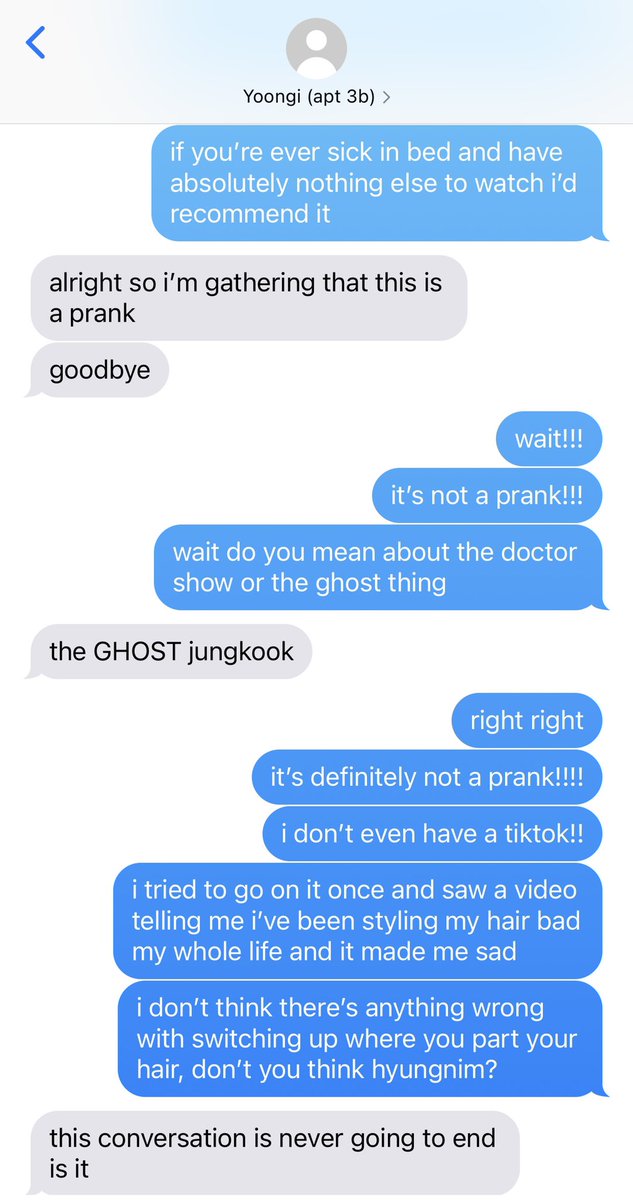 Yoongi (apt 3b) >
if you’re ever sick in bed and have
absolutely nothing else to watch i’d
recommend it
alright so i’m gathering that this is
a prank
goodbye
wait!!!
it’s not a prank!!!
wait do you mean about the doctor
show or the ghost thing
the GHOST jungkook
right right
it’s definitely not a prank!!!!
i don’t even have a tiktok!!
i tried to go on it once and saw a video
telling me i’ve been styling my hair bad
my whole life and it made me sad
i don’t think there’s anything wrong
with switching up where you part your
hair, don’t you think hyungnim?
this conversation is never going to end
is it